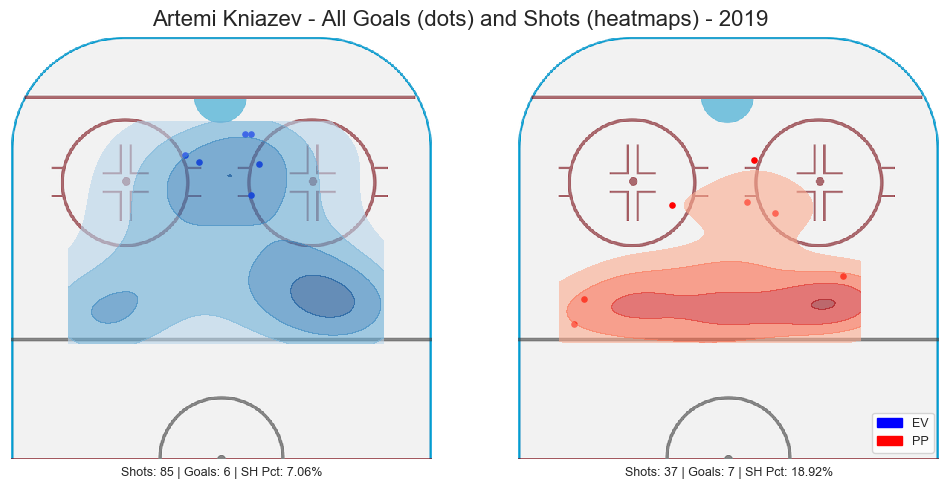 Artemi Kniazev - All Goals (dots) and Shots (heatmaps) - 2019
EV
PP
Shots: 85 | Goals: 6 | SH Pct: 7.06%
Shots: 37 | Goals: 7 | SH Pct: 18.92%